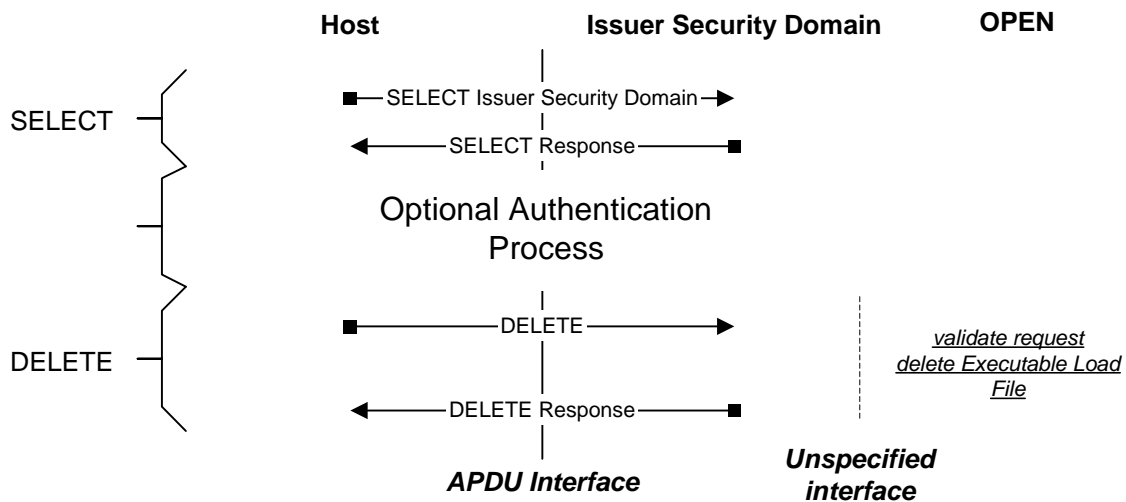 Host Issuer Security Domain OPEN
SELECT
SELECT Issuer Security Domain
SELECT Response
Optional Authentication
Process
DELETE
DELETE
validate request
delete Executable Load
File
DELETE Response
APDU Interface
Unspecified
interface